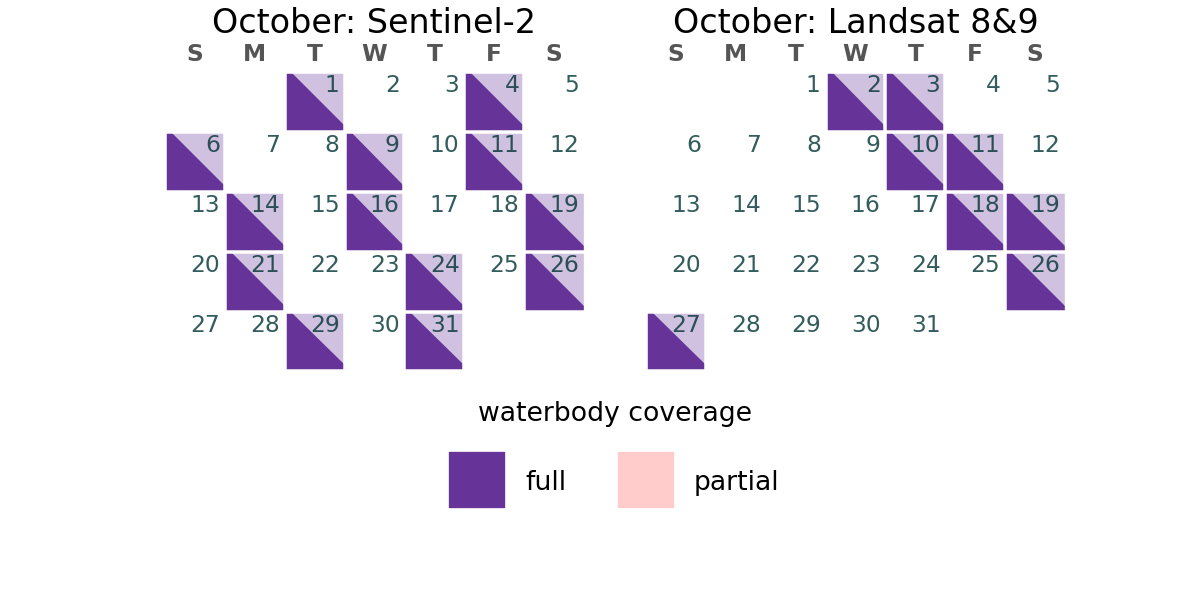 October: Sentinel-2
S M T W T F S
1 2 3 4 5
6 7 8 9 10 11 12
13 14 15 16 17 18 19
20 21 22 23 24 25 26
27 28 29 30 31
October: Landsat 8&9
S M T W T F S
1 2 3 4 5
6 7 8 9 10 11 12
13 14 15 16 17 18 19
20 21 22 23 24 25 26
27 28 29 30 31
waterbody coverage
full partial